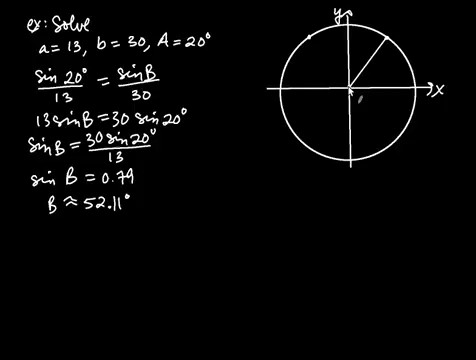 ex: Solve
a = 13, b = 30, A = 20°
sin 20° / 13 = sin B / 30
13 sin B = 30 sin 20°
sin B = 30 sin 20° / 13
sin B = 0.79
B ≈ 52.11°
y
x